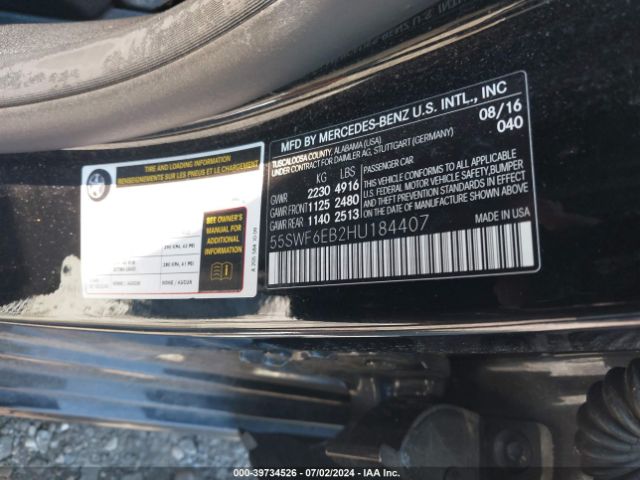 MFD BY MERCEDES-BENZ U.S. INTL., INC
TUSCALOOSA COUNTY, ALABAMA (USA)
UNDER CONTRACT FOR DAIMLER AG, STUTTGART (GERMANY)
08/16
040
KG LBS
GVWR 2230 4916
GAWR FRONT 1125 2480
GAWR REAR 1140 2513
PASSENGER CAR
THIS VEHICLE CONFORMS TO ALL APPLICABLE
U.S. FEDERAL MOTOR VEHICLE SAFETY, BUMPER
AND THEFT PREVENTION STANDARDS IN EFFECT
ON THE DATE OF MANUFACTURE SHOWN ABOVE.
55SWF6EB2HU184407
TIRE AND LOADING INFORMATION
RENSEIGNEMENTS SUR LES PNEUS ET LE CHARGEMENT
SEE OWNER'S
MANUAL
FOR MORE
INFORMATION
000-39734526 / 07/02/2024 / IAA Inc.